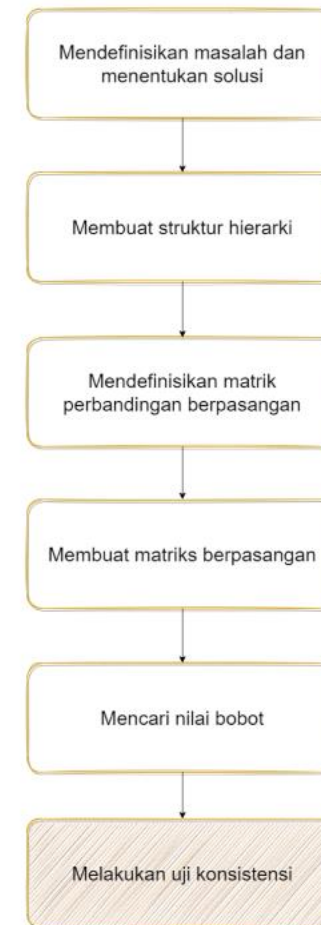 Mendefinisikan masalah dan
menentukan solusi
Membuat struktur hierarki
Mendefinisikan matrik
perbandingan berpasangan
Membuat matriks berpasangan
Mencari nilai bobot
Melakukan uji konsistensi